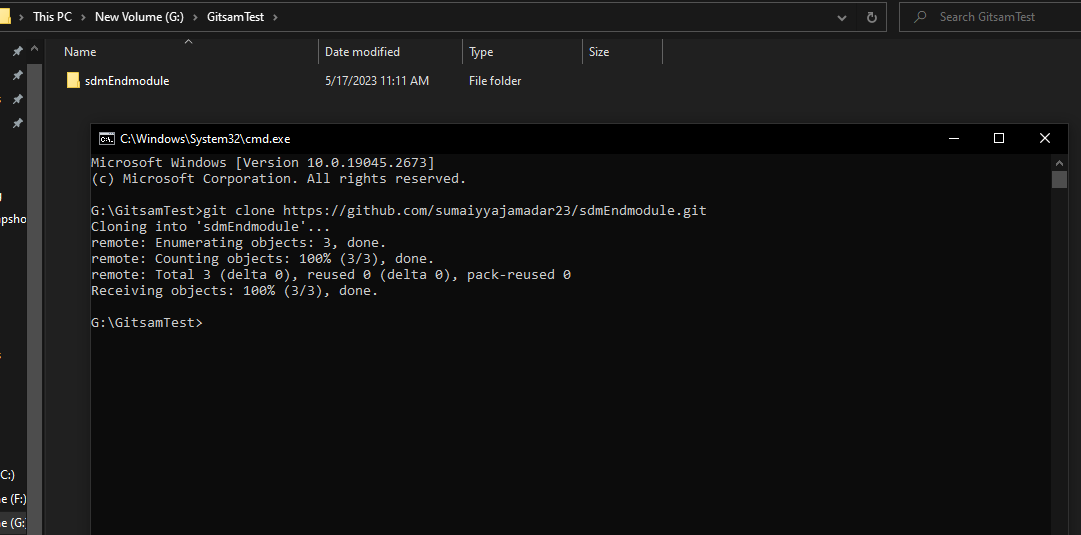 This PC > New Volume (G:) > GitsamTest >
Search GitsamTest
Name Date modified Type Size
sdmEndmodule 5/17/2023 11:11 AM File folder
C:\Windows\System32\cmd.exe
Microsoft Windows [Version 10.0.19045.2673]
(c) Microsoft Corporation. All rights reserved.
G:\GitsamTest>git clone https://github.com/sumaiyyajamadar23/sdmEndmodule.git
Cloning into 'sdmEndmodule'...
remote: Enumerating objects: 3, done.
remote: Counting objects: 100% (3/3), done.
remote: Total 3 (delta 0), reused 0 (delta 0), pack-reused 0
Receiving objects: 100% (3/3), done.
G:\GitsamTest>
apsho
C:)
e (F:)
e (G: